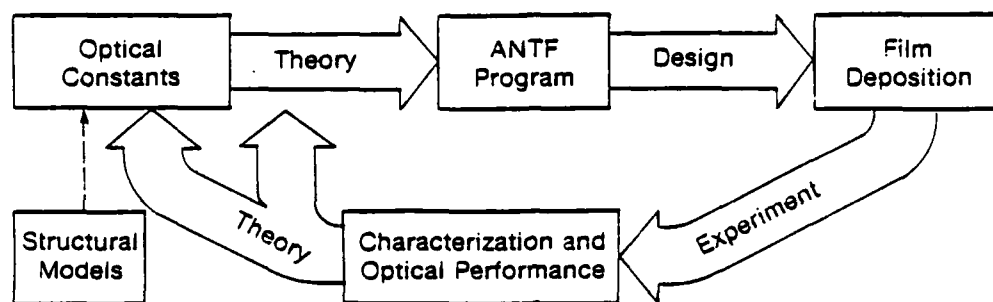 Optical
Constants
Theory
ANTF
Program
Design
Film
Deposition
Structural
Models
Theory
Characterization and
Optical Performance
Experiment